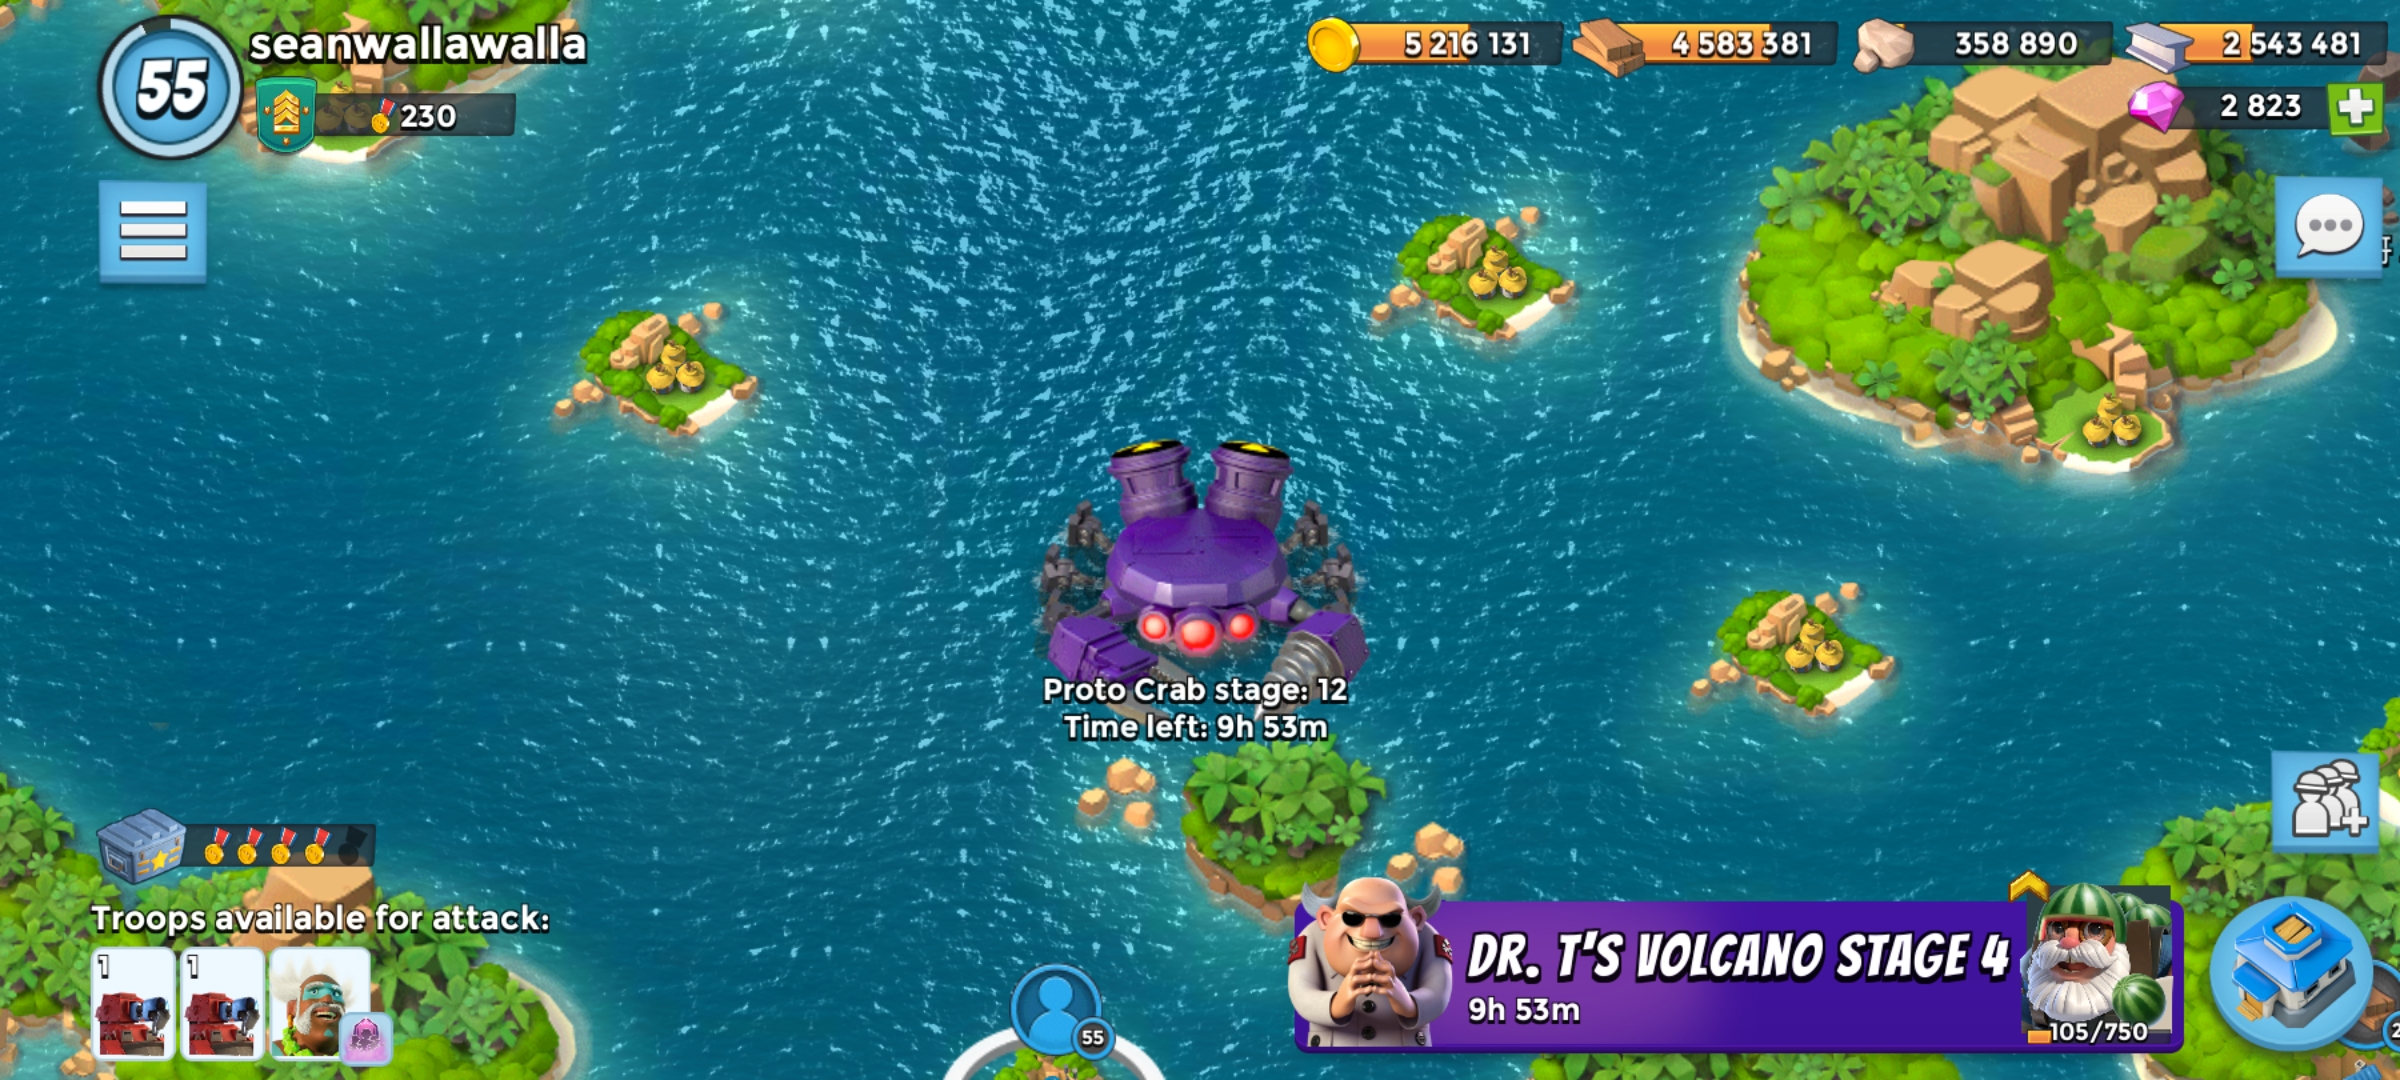 55
seanwallawalla
230
5 216 131
4 583 381
358 890
2 543 481
2 823
Proto Crab stage: 12
Time left: 9h 53m
Troops available for attack:
1
1
55
DR. T'S VOLCANO STAGE 4
9h 53m
105/750